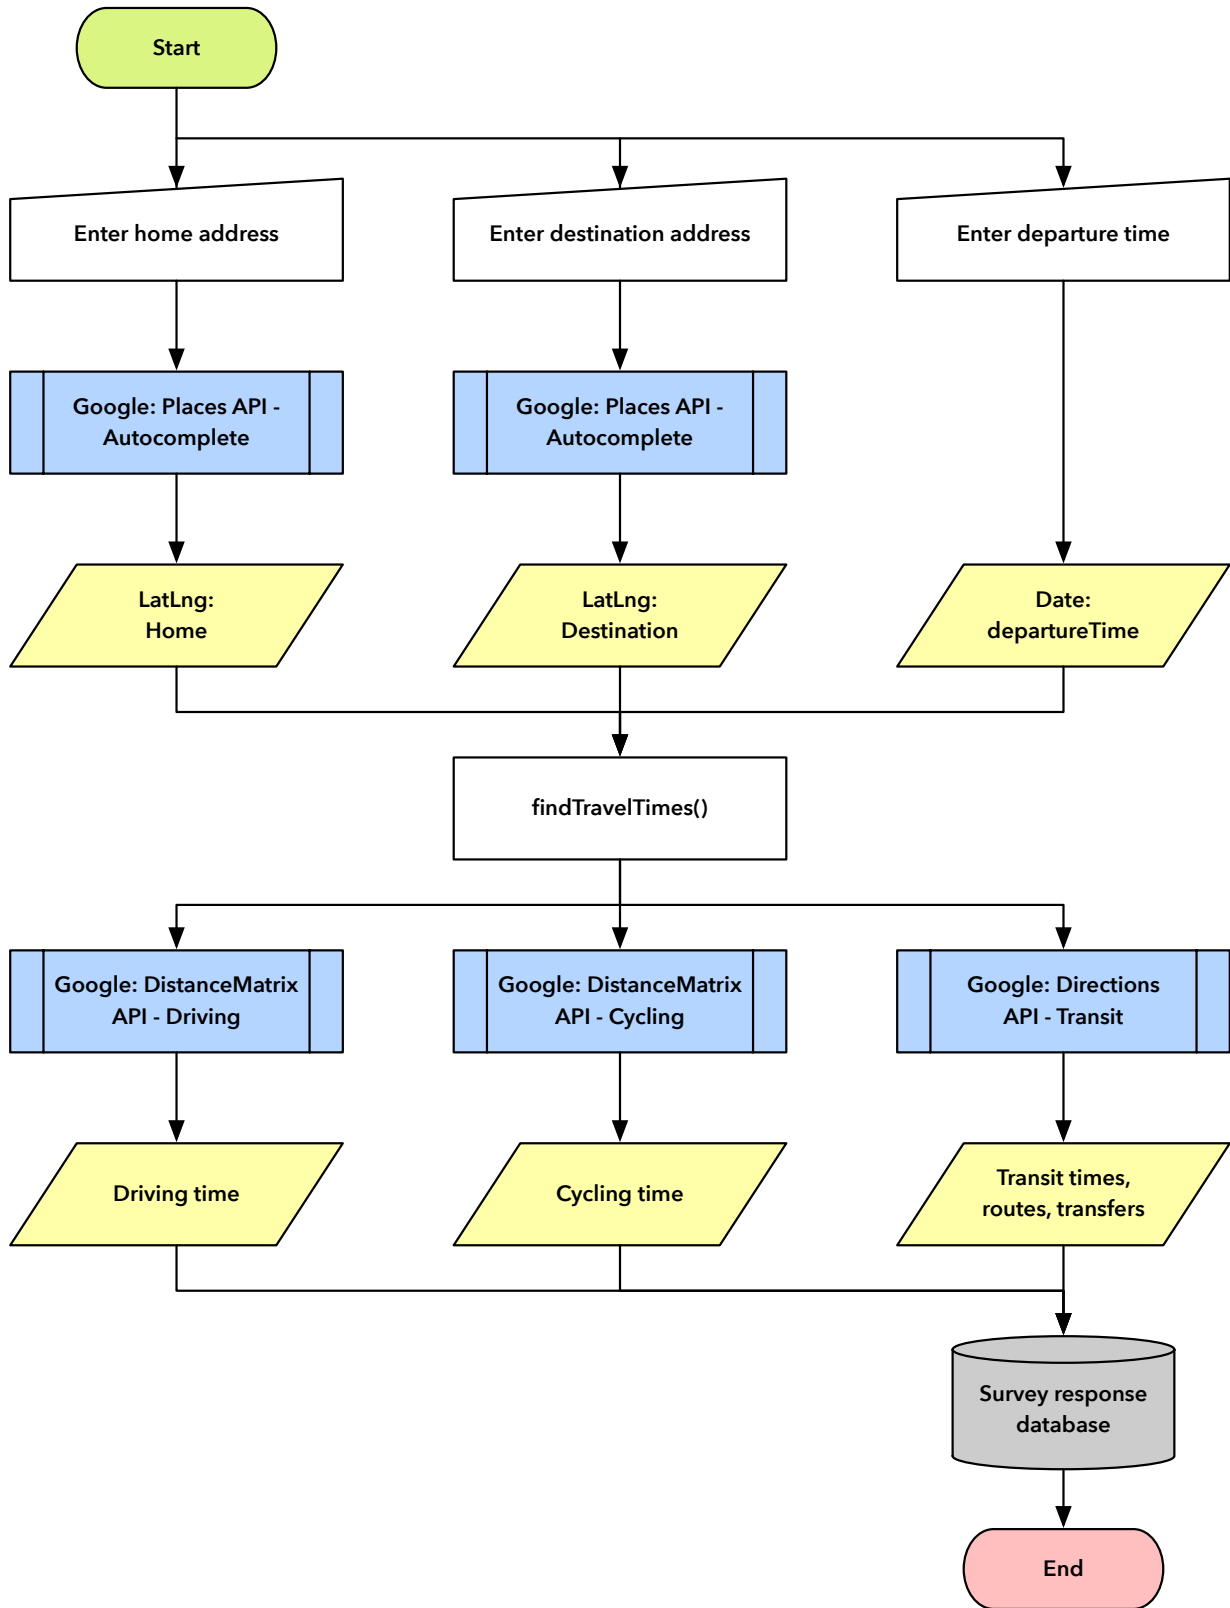 Start
Enter home address
Enter destination address
Enter departure time
Google: Places API -
Autocomplete
Google: Places API -
Autocomplete
LatLng:
Home
LatLng:
Destination
Date:
departureTime
findTravelTimes()
Google: DistanceMatrix
API - Driving
Google: DistanceMatrix
API - Cycling
Google: Directions
API - Transit
Driving time
Cycling time
Transit times,
routes, transfers
Survey response
database
End